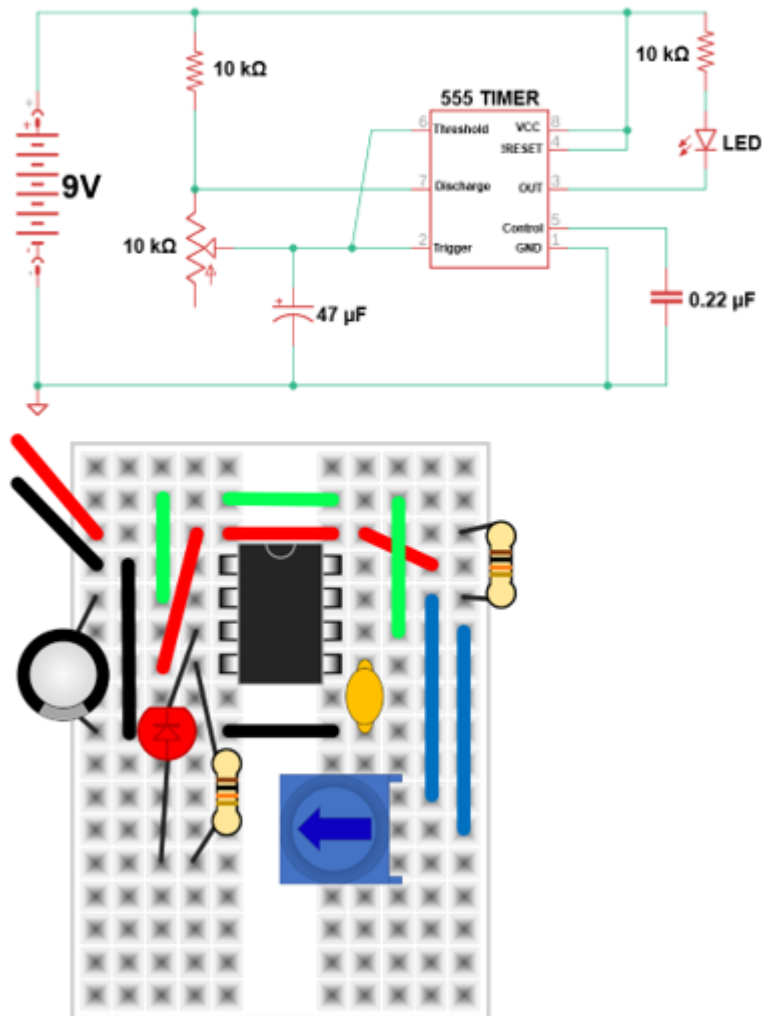 10 kΩ
10 kΩ
555 TIMER
6 Threshold VCC 8
!RESET 4
LED
9V
7 Discharge OUT 3
10 kΩ
Control 5
2 Trigger GND 1
0.22 µF
+ 47 µF